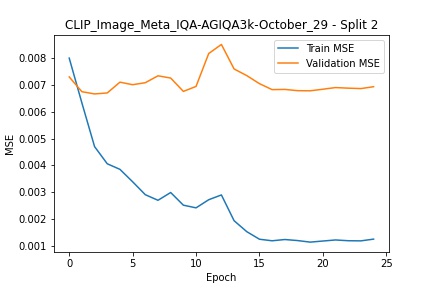 CLIP_Image_Meta_IQA-AGIQA3k-October_29 - Split 2
Train MSE
Validation MSE
0.008
0.007
0.006
0.005
0.004
0.003
0.002
0.001
MSE
0 5 10 15 20 25
Epoch